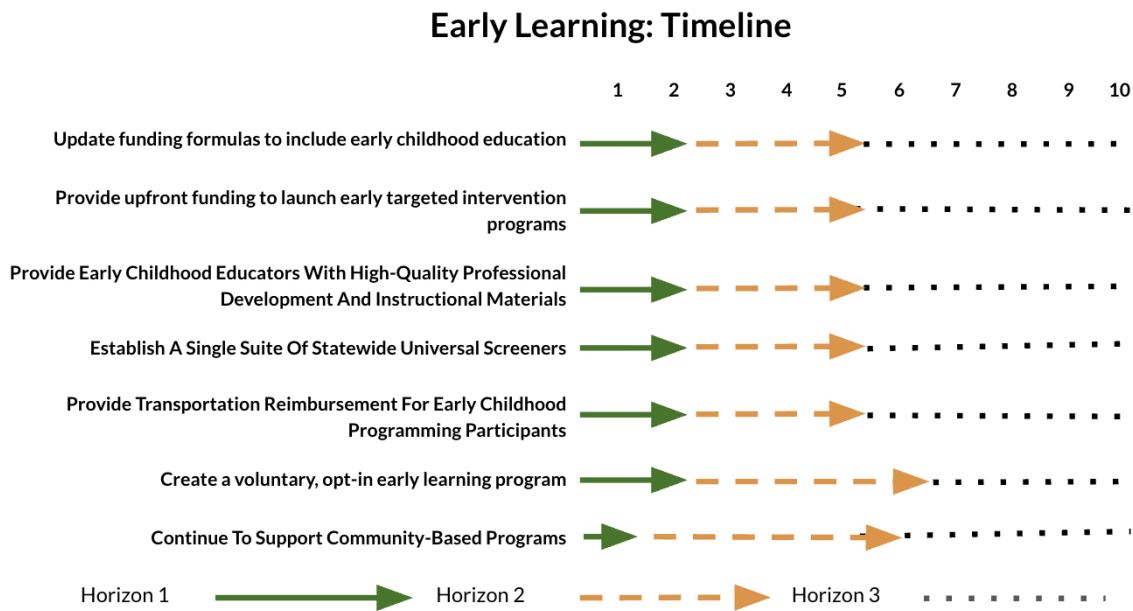 Early Learning: Timeline
1 2 3 4 5 6 7 8 9 10
Update funding formulas to include early childhood education
Provide upfront funding to launch early targeted intervention
programs
Provide Early Childhood Educators With High-Quality Professional
Development And Instructional Materials
Establish A Single Suite Of Statewide Universal Screeners
Provide Transportation Reimbursement For Early Childhood
Programming Participants
Create a voluntary, opt-in early learning program
Continue To Support Community-Based Programs
Horizon 1 Horizon 2 Horizon 3